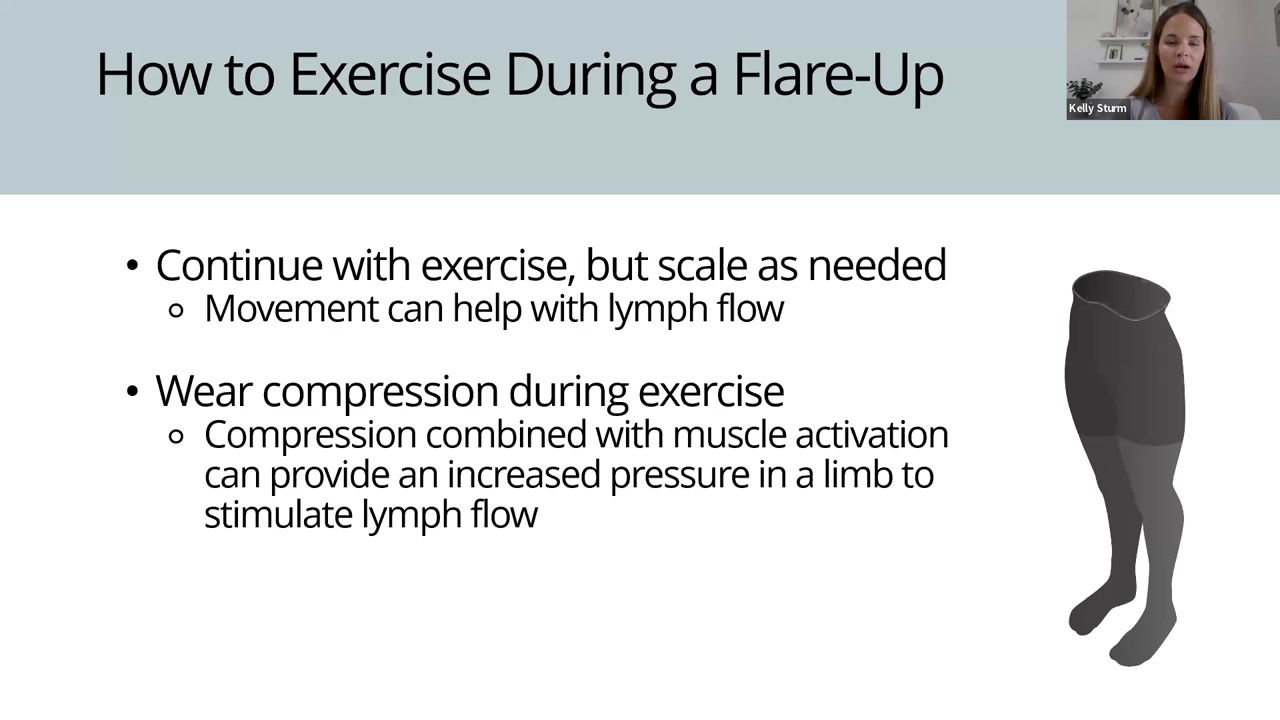 How to Exercise During a Flare-Up
Kelly Sturm
• Continue with exercise, but scale as needed
○ Movement can help with lymph flow
• Wear compression during exercise
○ Compression combined with muscle activation
can provide an increased pressure in a limb to
stimulate lymph flow